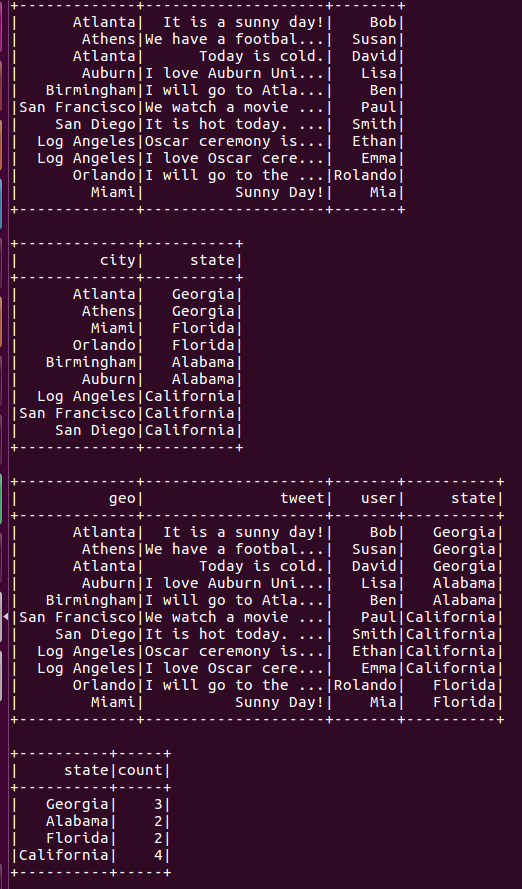 +-------------+--------------------+-------+
|      Atlanta|  It is a sunny day!|    Bob|
|       Athens|We have a footbal...|  Susan|
|      Atlanta|      Today is cold.|  David|
|       Auburn|I love Auburn Uni...|   Lisa|
|   Birmingham|I will go to Atla...|    Ben|
|San Francisco|We watch a movie ...|   Paul|
|    San Diego|It is hot today. ...|  Smith|
|  Log Angeles|Oscar ceremony is...|  Ethan|
|  Log Angeles|I love Oscar cere...|   Emma|
|      Orlando|I will go to the ...|Rolando|
|        Miami|          Sunny Day!|    Mia|
+-------------+--------------------+-------+
+-------------+----------+
|         city|     state|
+-------------+----------+
|      Atlanta|   Georgia|
|       Athens|   Georgia|
|        Miami|   Florida|
|      Orlando|   Florida|
|   Birmingham|   Alabama|
|       Auburn|   Alabama|
|  Log Angeles|California|
|San Francisco|California|
|    San Diego|California|
+-------------+----------+
+-------------+--------------------+-------+----------+
|          geo|               tweet|   user|     state|
+-------------+--------------------+-------+----------+
|      Atlanta|  It is a sunny day!|    Bob|   Georgia|
|       Athens|We have a footbal...|  Susan|   Georgia|
|      Atlanta|      Today is cold.|  David|   Georgia|
|       Auburn|I love Auburn Uni...|   Lisa|   Alabama|
|   Birmingham|I will go to Atla...|    Ben|   Alabama|
|San Francisco|We watch a movie ...|   Paul|California|
|    San Diego|It is hot today. ...|  Smith|California|
|  Log Angeles|Oscar ceremony is...|  Ethan|California|
|  Log Angeles|I love Oscar cere...|   Emma|California|
|      Orlando|I will go to the ...|Rolando|   Florida|
|        Miami|          Sunny Day!|    Mia|   Florida|
+-------------+--------------------+-------+----------+
+----------+-----+
|     state|count|
+----------+-----+
|   Georgia|    3|
|   Alabama|    2|
|   Florida|    2|
|California|    4|
+----------+-----+